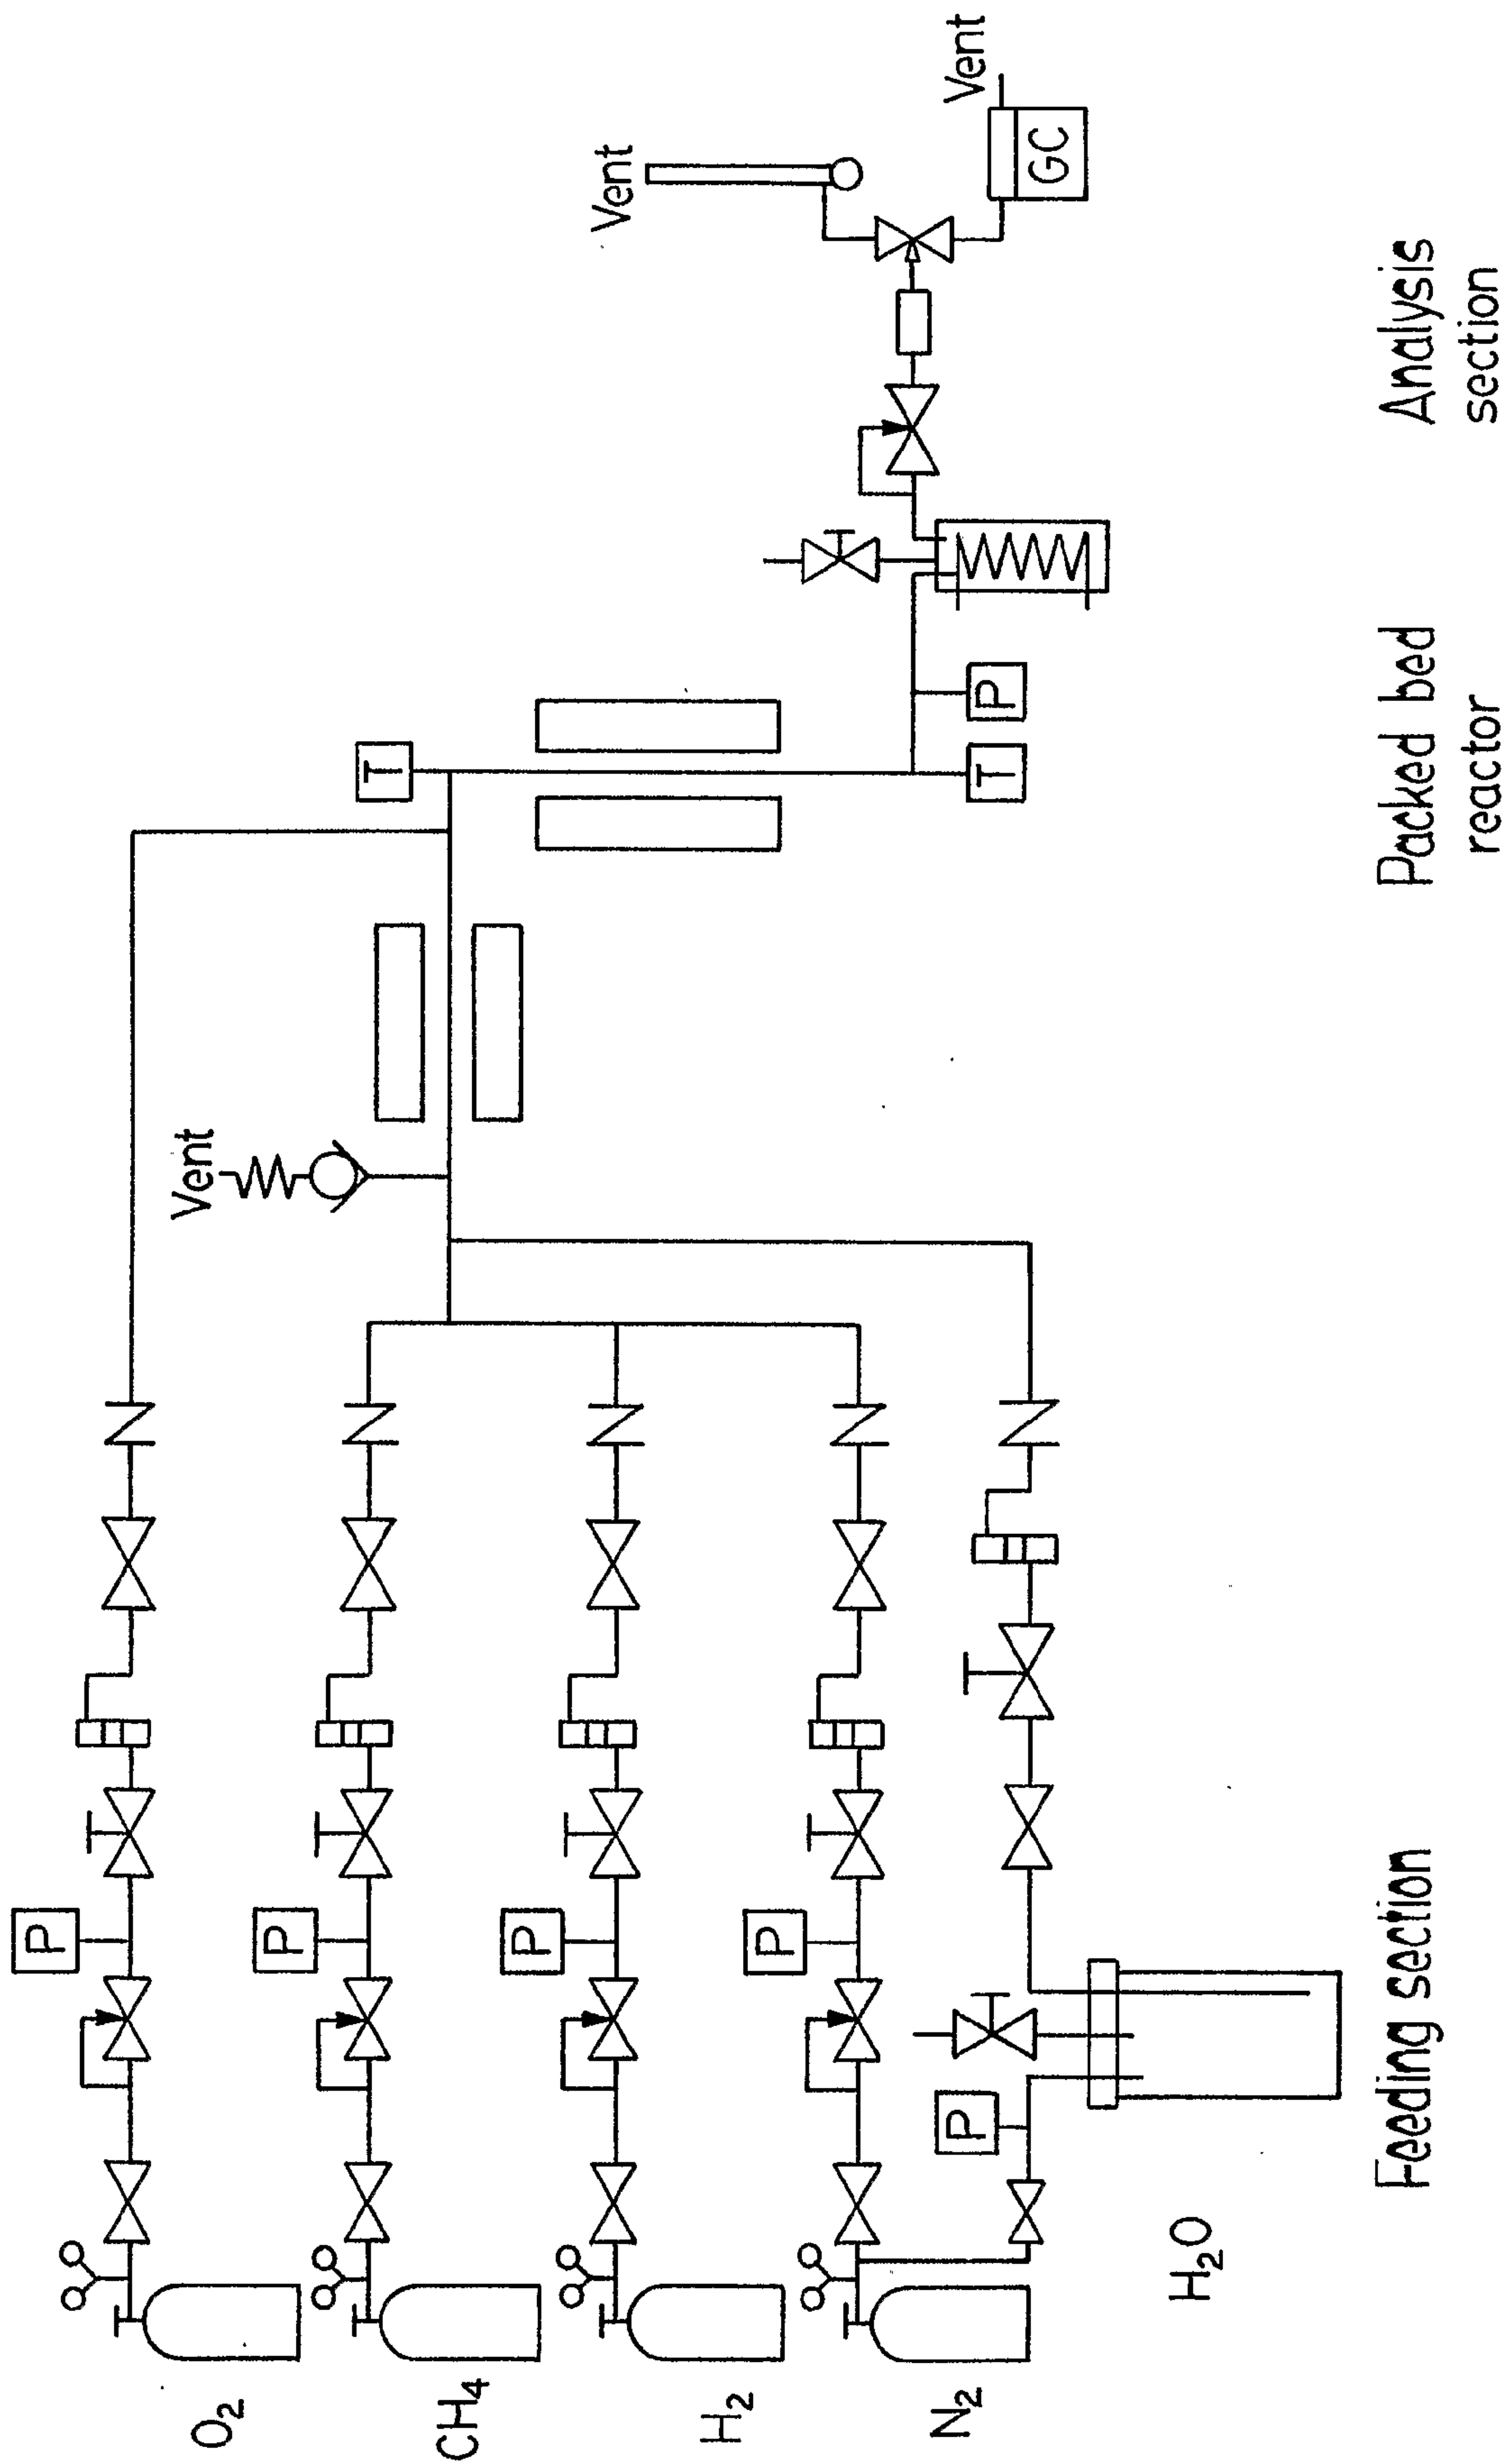 Vent
Vent
Vent
GC
T
T
P
P
P
P
P
P
O₂
CH₄
H₂
N₂
H₂O
Feeding section
Packed bed
reactor
Analysis
section